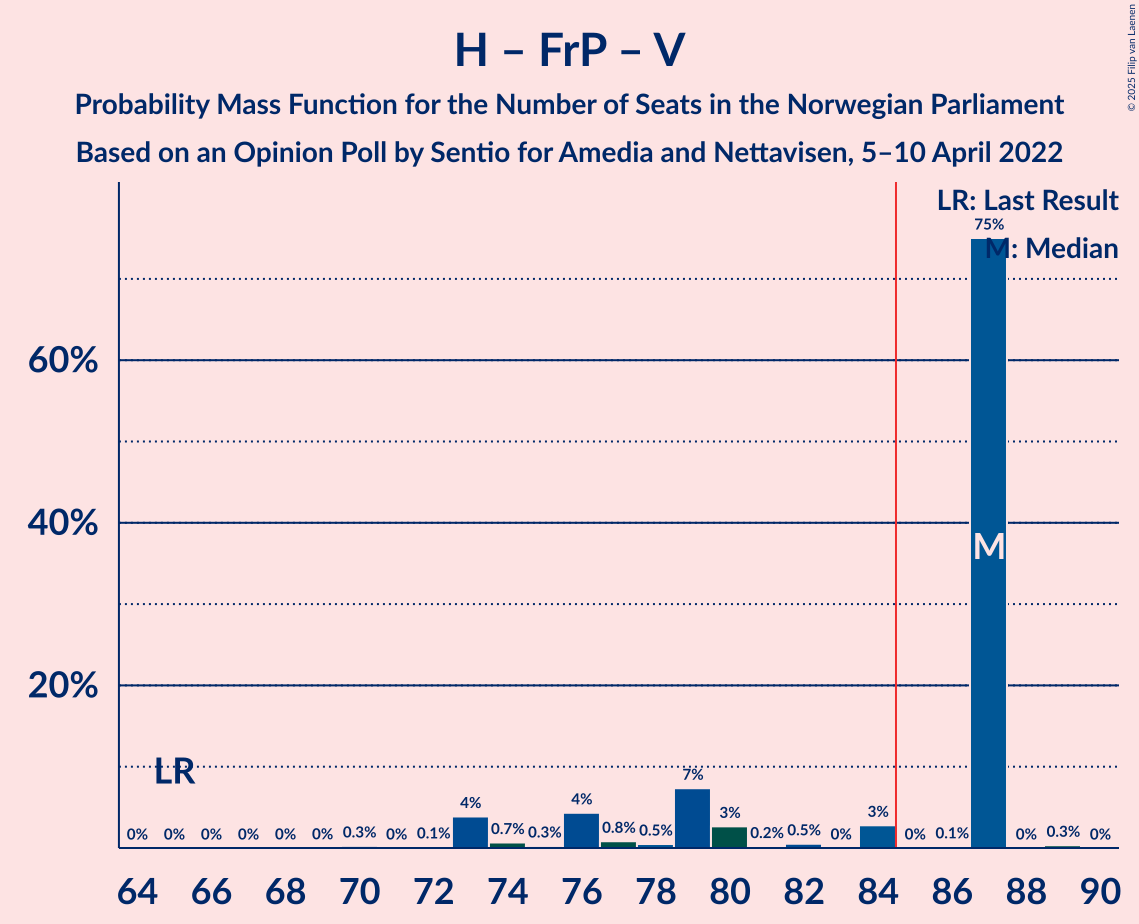 H – FrP – V
Probability Mass Function for the Number of Seats in the Norwegian Parliament
Based on an Opinion Poll by Sentio for Amedia and Nettavisen, 5–10 April 2022
© 2025 Filip van Laenen
LR: Last Result
75%
M: Median
60%
40%
M
20%
LR
0% 0% 0% 0% 0% 0% 0.3% 0% 0.1% 4% 0.7% 0.3% 4% 0.8% 0.5% 7% 3% 0.2% 0.5% 0% 3% 0% 0.1% 0% 0.3% 0%
64 66 68 70 72 74 76 78 80 82 84 86 88 90